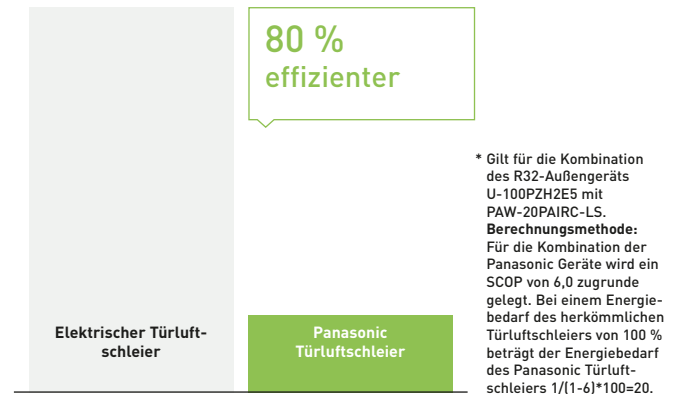 80 %
effizienter
Elektrischer Türluft-
schleier
Panasonic
Türluftschleier
* Gilt für die Kombination
des R32-Außengeräts
U-100PZH2E5 mit
PAW-20PAIRC-LS.
Berechnungsmethode:
Für die Kombination der
Panasonic Geräte wird ein
SCOP von 6,0 zugrunde
gelegt. Bei einem Energie-
bedarf des herkömmlichen
Türluftschleiers von 100 %
beträgt der Energiebedarf
des Panasonic Türluft-
schleiers 1/(1-6)*100=20.